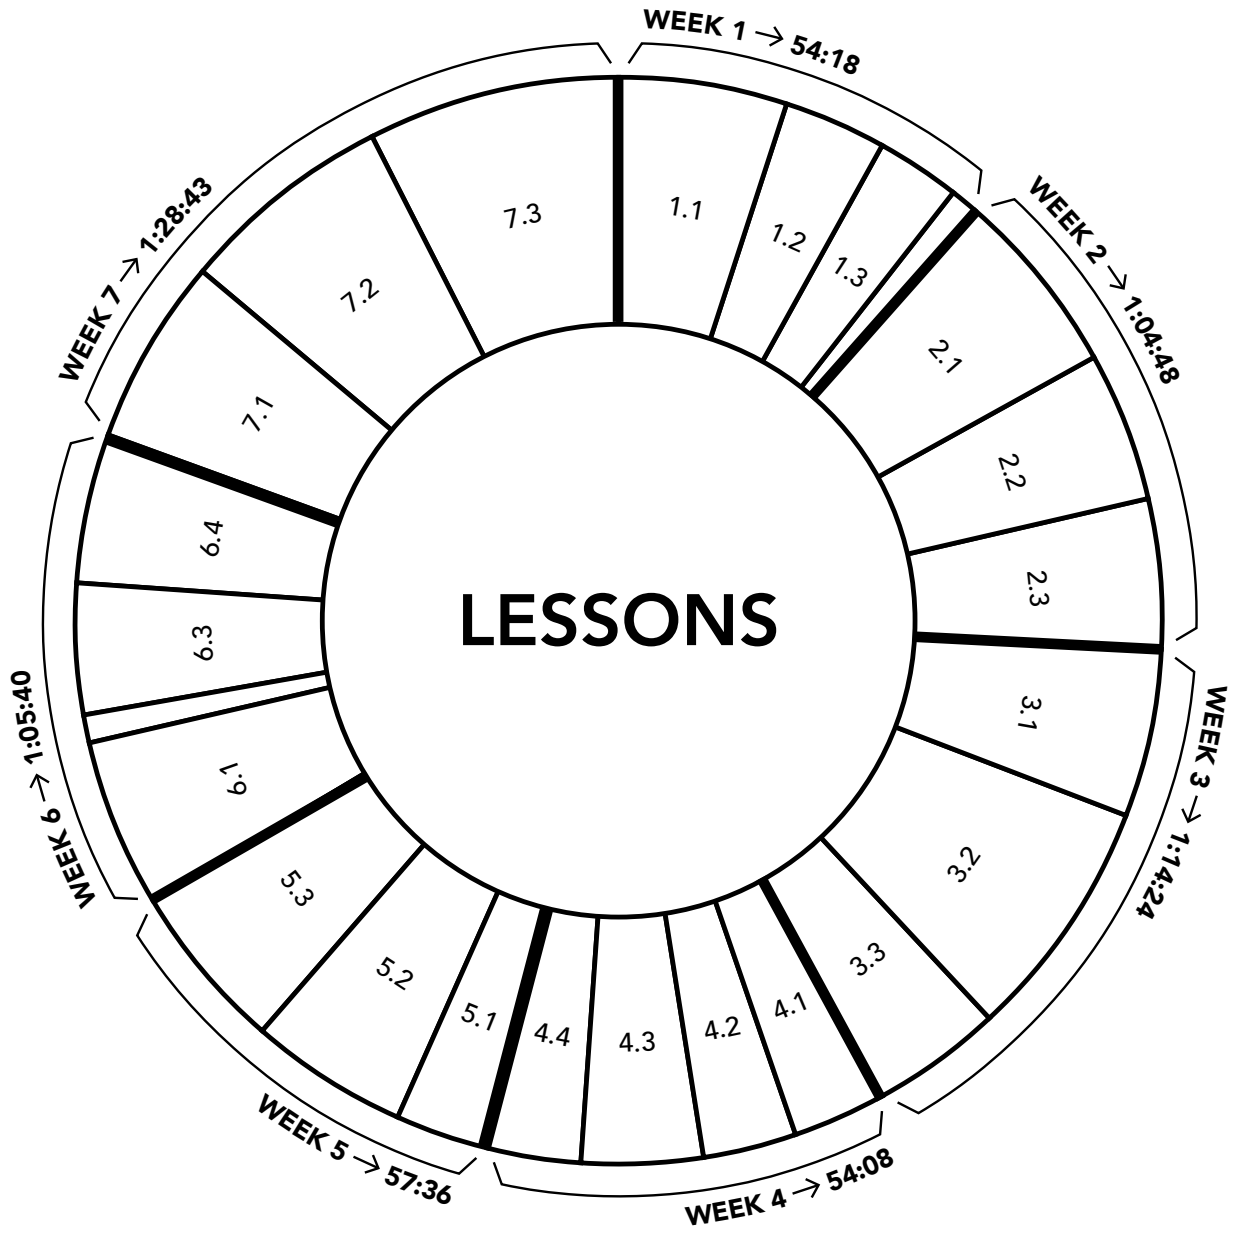 WEEK 1 → 54:18
WEEK 2 → 1:04:48
WEEK 3 → 1:14:24
WEEK 4 → 54:08
WEEK 5 → 57:36
WEEK 6 → 1:05:40
WEEK 7 → 1:28:43
1.1
1.2
1.3
2.1
2.2
2.3
3.1
3.2
3.3
4.1
4.2
4.3
4.4
5.1
5.2
5.3
6.1
6.3
6.4
7.1
7.2
7.3
LESSONS